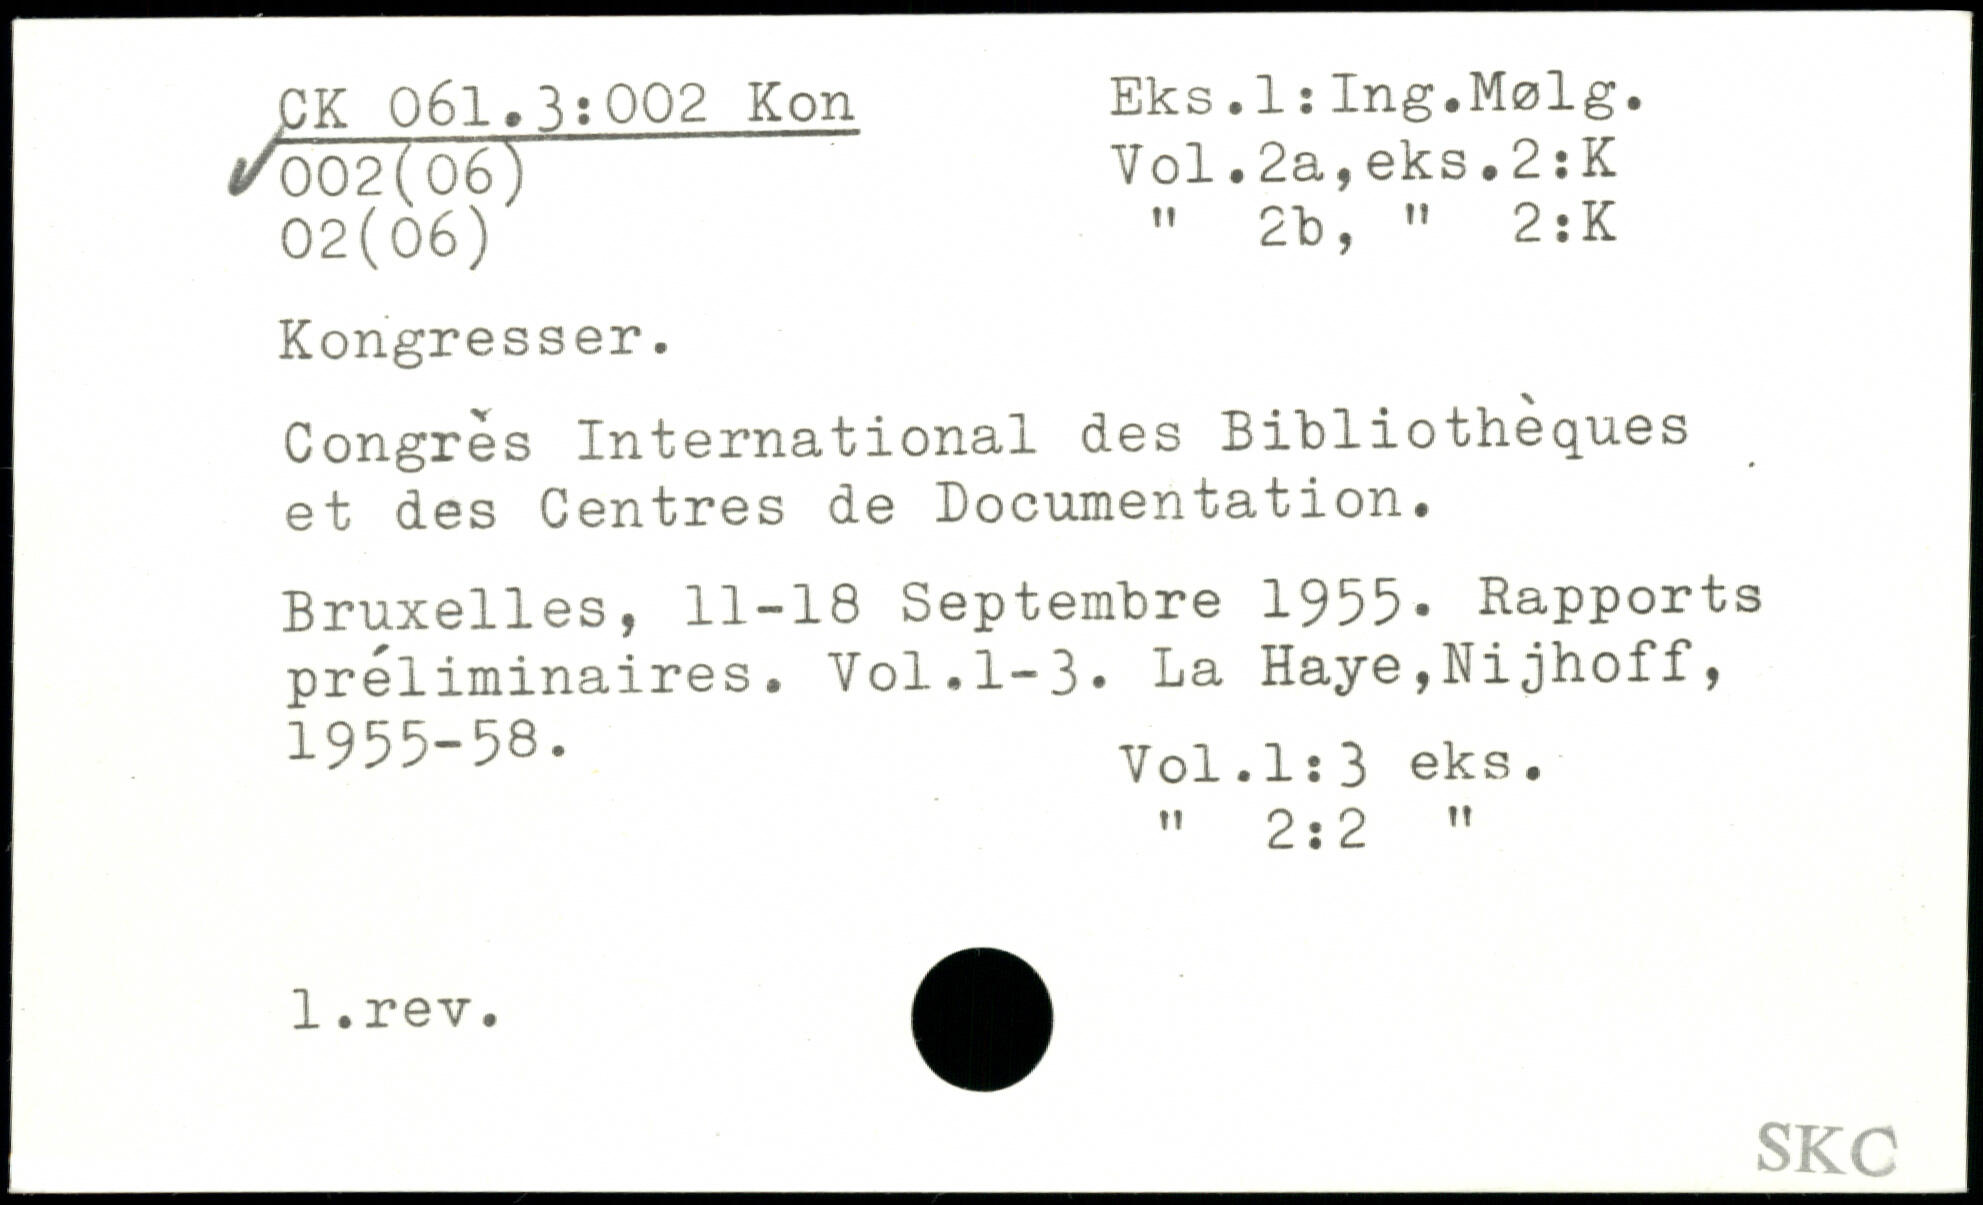 CK 061.3:002 Kon
002(06)
02(06)
Eks.1:Ing.Mølg.
Vol.2a,eks.2:K
" 2b, " 2:K
Kongresser.
Congrès International des Bibliothèques
et des Centres de Documentation.
Bruxelles, 11-18 Septembre 1955. Rapports
préliminaires. Vol.1-3. La Haye,Nijhoff,
1955-58.
Vol.1:3 eks.
" 2:2 "
1.rev.
SKC